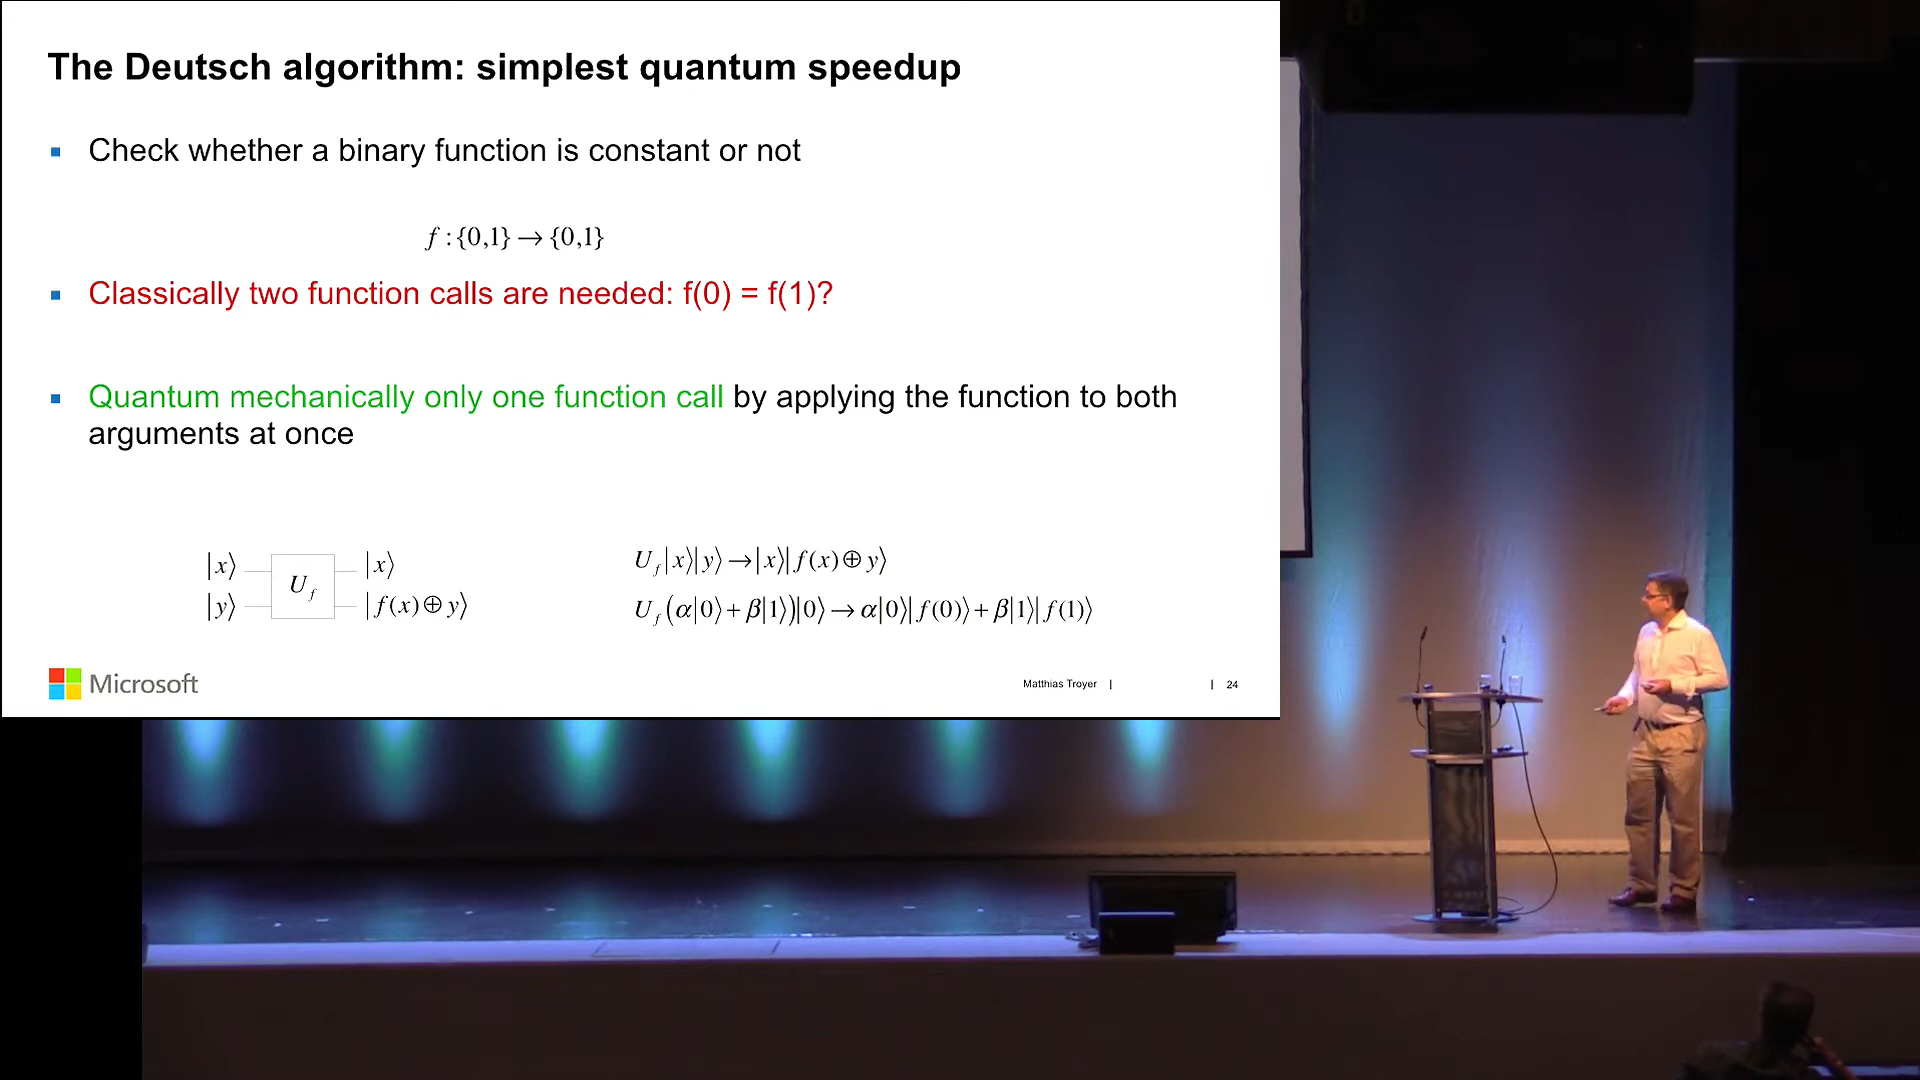 The Deutsch algorithm: simplest quantum speedup
▪ Check whether a binary function is constant or not
f : {0,1} → {0,1}
▪ Classically two function calls are needed: f(0) = f(1)?
▪ Quantum mechanically only one function call by applying the function to both
arguments at once
|x⟩ U_f |x⟩
|y⟩ |f(x)⊕y⟩
U_f|x⟩|y⟩→|x⟩|f(x)⊕y⟩
U_f(α|0⟩+β|1⟩)|0⟩→α|0⟩|f(0)⟩+β|1⟩|f(1)⟩
Microsoft
Matthias Troyer | | 24